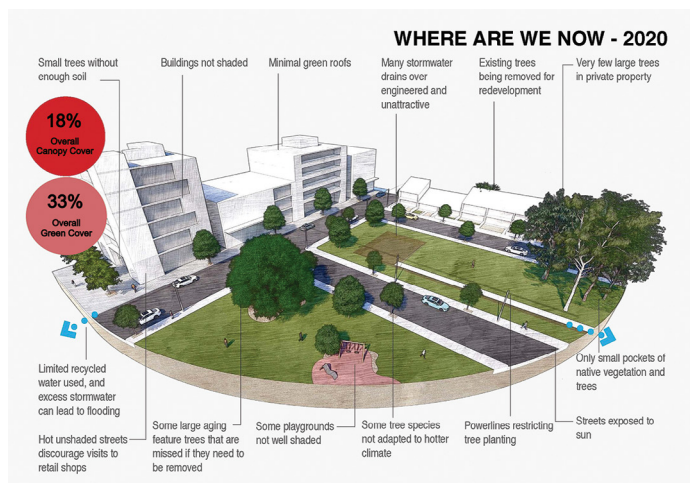 WHERE ARE WE NOW - 2020
Small trees without
enough soil
Buildings not shaded
Minimal green roofs
Many stormwater
drains over
engineered and
unattractive
Existing trees
being removed for
redevelopment
Very few large trees
in private property
18%
Overall
Canopy Cover
33%
Overall
Green Cover
Limited recycled
water used, and
excess stormwater
can lead to flooding
Only small pockets of
native vegetation and
trees
Hot unshaded streets
discourage visits to
retail shops
Some large aging
feature trees that are
missed if they need to
be removed
Some playgrounds
not well shaded
Some tree species
not adapted to hotter
climate
Powerlines restricting
tree planting
Streets exposed to
sun